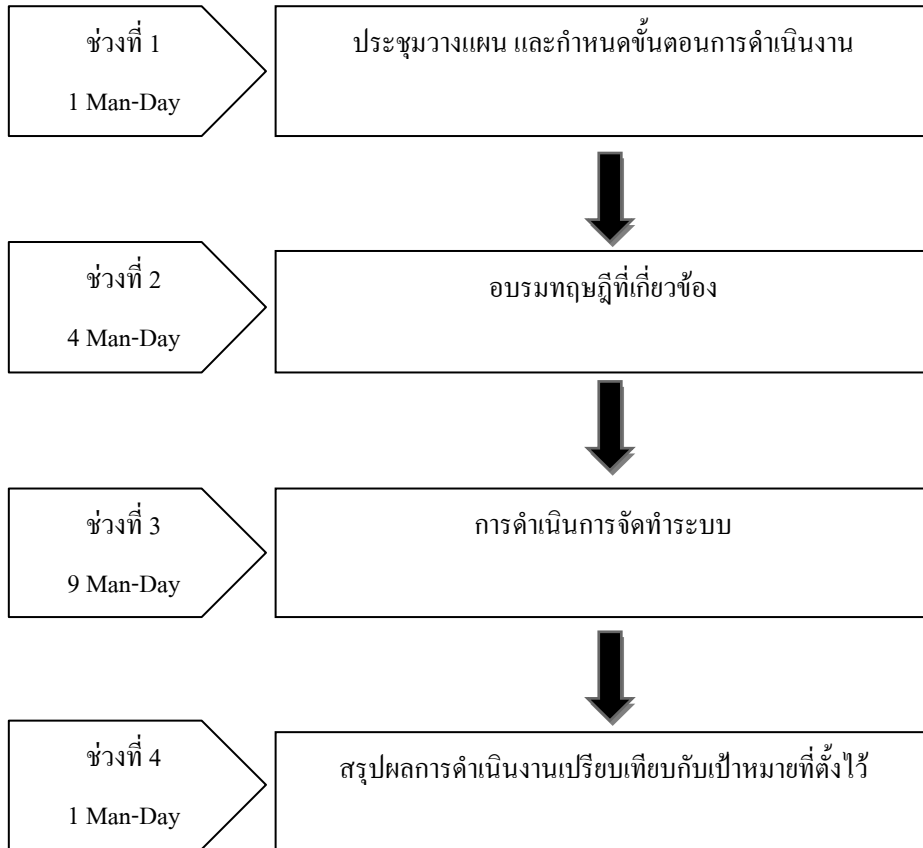 ช่วงที่ 1
1 Man-Day
ประชุมวางแผน และกำหนดขั้นตอนการดำเนินงาน
ช่วงที่ 2
4 Man-Day
อบรมทฤษฎีที่เกี่ยวข้อง
ช่วงที่ 3
9 Man-Day
การดำเนินการจัดทำระบบ
ช่วงที่ 4
1 Man-Day
สรุปผลการดำเนินงานเปรียบเทียบกับเป้าหมายที่ตั้งไว้